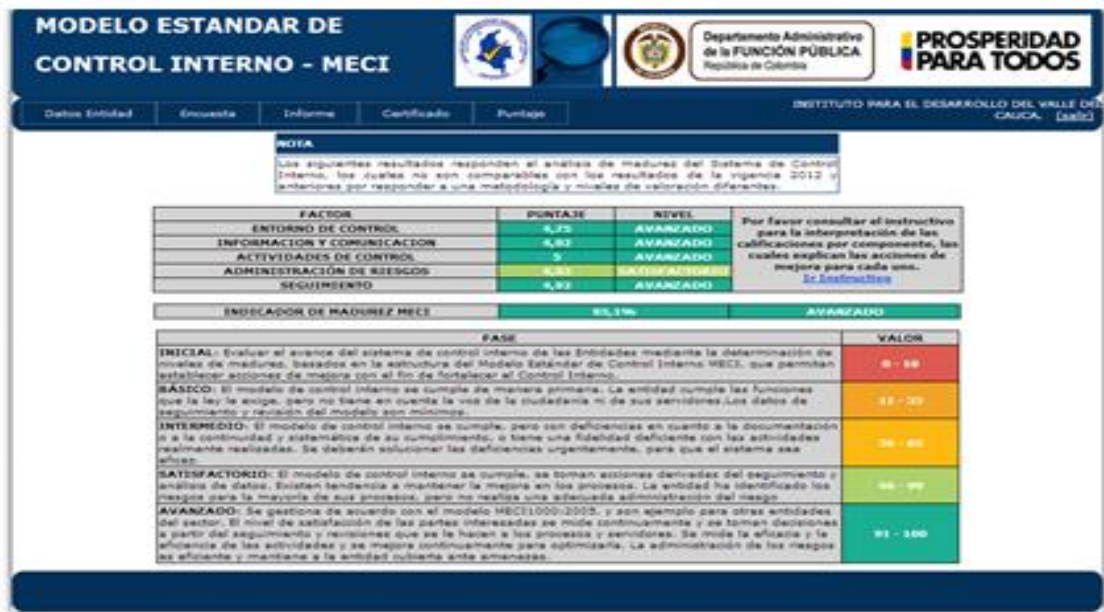 MODELO ESTANDAR DE
CONTROL INTERNO - MECI
Departamento Administrativo
de la FUNCIÓN PÚBLICA
República de Colombia
PROSPERIDAD
PARA TODOS
Datos Entidad Encuesta Informe Certificado Puntaje
INSTITUTO PARA EL DESARROLLO DEL VALLE DEL
CAUCA, [salir]
NOTA
Los siguientes resultados responden el análisis de madurez del Sistema de Control
Interno, los cuales no son comparables con los resultados de la vigencia 2012 y
anteriores por responder a una metodología y niveles de valoración diferentes.
FACTOR PUNTAJE NIVEL
ENTORNO DE CONTROL 4,75 AVANZADO
INFORMACION Y COMUNICACION AVANZADO
ACTIVIDADES DE CONTROL 5 AVANZADO
ADMINISTRACIÓN DE RIESGOS SATISFACTORIO
SEGUIMIENTO AVANZADO
Por favor consultar el instructivo
para la interpretación de las
calificaciones por componente, las
cuales explican las acciones de
mejora para cada uno.
Ir Instructivo
INDICADOR DE MADUREZ MECI AVANZADO
FASE VALOR
INICIAL: Evaluar el avance del sistema de control interno de las Entidades mediante la determinación de
niveles de madurez, basados en la estructura del Modelo Estándar de Control Interno MECI, que permitan
establecer acciones de mejora con el fin de fortalecer el Control Interno.
0 - 10
BÁSICO: El modelo de control interno se cumple de manera primaria. La entidad cumple las funciones
que la ley le exige, pero no tiene en cuenta la voz de la ciudadanía ni de sus servidores.Los datos de
seguimiento y revisión del modelo son mínimos.
11 - 35
INTERMEDIO: El modelo de control interno se cumple, pero con deficiencias en cuanto a la documentación
o a la continuidad y sistemática de su cumplimiento, o tiene una fidelidad deficiente con las actividades
realmente realizadas. Se deberán solucionar las deficiencias urgentemente, para que el sistema sea
eficaz.
36 - 65
SATISFACTORIO: El modelo de control interno se cumple, se toman acciones derivadas del seguimiento y
análisis de datos. Existen tendencia a mantener la mejora en los procesos. La entidad ha identificado los
riesgos para la mayoría de sus procesos, pero no realiza una adecuada administración del riesgo
66 - 90
AVANZADO: Se gestiona de acuerdo con el modelo MECI1000:2005, y son ejemplo para otras entidades
del sector. El nivel de satisfacción de las partes interesadas se mide continuamente y se toman decisiones
a partir del seguimiento y revisiones que se le hacen a los procesos y servidores. Se mide la eficacia y la
eficiencia de las actividades y se mejora continuamente para optimizarla. La administración de los riesgos
es eficiente y mantiene a la entidad cubierta ante amenazas.
91 - 100